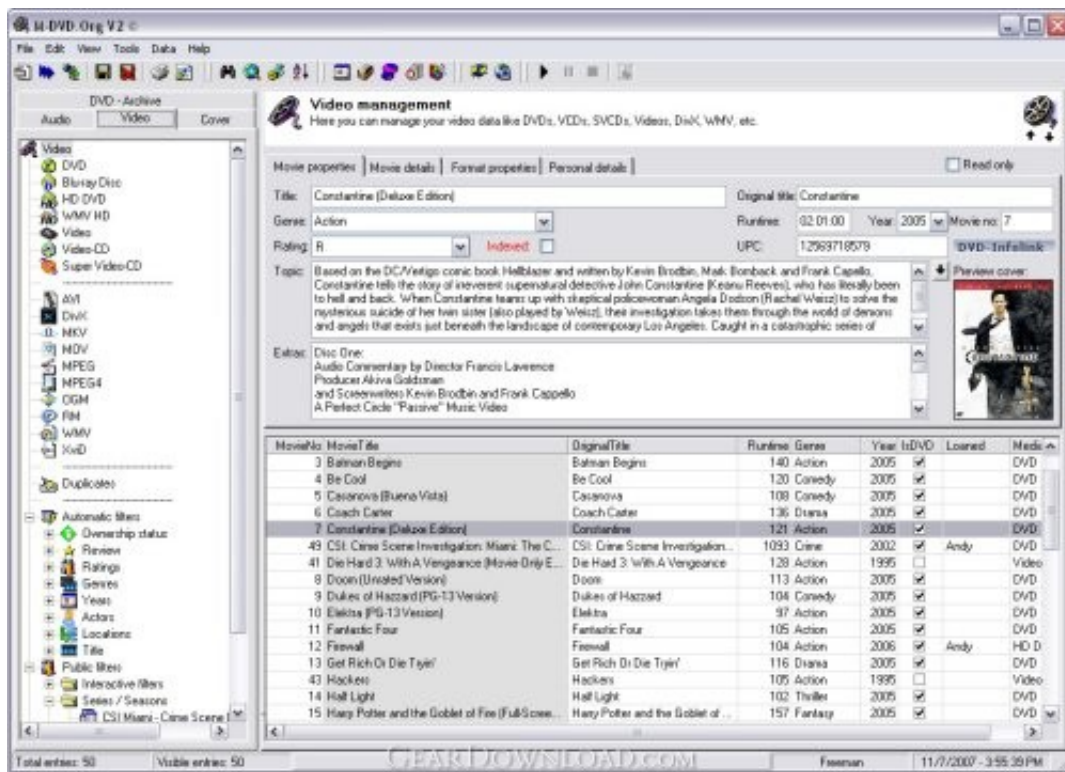 M-DVD.Org V2 ©
File Edit View Tools Data Help
DVD - Archive
Audio Video Cover
Video
DVD
Bluray Disc
HD DVD
WMV HD
Video
Video-CD
Super Video-CD
AVI
DivX
MKV
MOV
MPEG
MPEG4
OGM
RM
WMV
XviD
Duplicates
Automatic filters
Ownership status
Review
Ratings
Genres
Years
Actors
Locations
Title
Public filters
Interactive filters
Series / Seasons
CSI Miami - Crime Scene
Video management
Here you can manage your video data like DVDs, VCDs, SVCDs, Videos, DivX, WMV, etc.
Movie properties Movie details Format properties Personal details Read only
Title: Constantine (Deluxe Edition) Original title: Constantine
Genre: Action Runtime: 02:01:00 Year: 2005 Movie no: 7
Rating: R Indexed: UPC: 12569718579 DVD-Infolink
Topic: Based on the DC/Vertigo comic book Hellblazer and written by Kevin Brodbin, Mark Bomback and Frank Capello, Preview cover:
Constantine tells the story of irreverent supernatural detective John Constantine (Keanu Reeves), who has literally been
to hell and back. When Constantine teams up with skeptical policewoman Angela Dodson (Rachel Weisz) to solve the
mysterious suicide of her twin sister (also played by Weisz), their investigation takes them through the world of demons
and angels that exists just beneath the landscape of contemporary Los Angeles. Caught in a catastrophic series of
Extras: Disc One:
Audio Commentary by Director Francis Lawrence
Producer Akiva Goldsman
and Screenwriters Kevin Brodbin and Frank Cappello
A Perfect Circle "Passive" Music Video
MovieNo MovieTitle OriginalTitle Runtime Genre Year IsDVD Loaned Media
3 Batman Begins Batman Begins 140 Action 2005 DVD
4 Be Cool Be Cool 120 Comedy 2005 DVD
5 Casanova (Buena Vista) Casanova 108 Comedy 2005 DVD
6 Coach Carter Coach Carter 136 Drama 2005 DVD
7 Constantine (Deluxe Edition) Constantine 121 Action 2005 DVD
49 CSI: Crime Scene Investigation: Miami: The C... CSI: Crime Scene Investigation... 1093 Crime 2002 Andy DVD
41 Die Hard 3: With A Vengeance (Movie Only E... Die Hard 3: With A Vengeance 128 Action 1995 Video
8 Doom (Unrated Version) Doom 113 Action 2005 DVD
9 Dukes of Hazzard (PG-13 Version) Dukes of Hazzard 104 Comedy 2005 DVD
10 Elektra (PG-13 Version) Elektra 97 Action 2005 DVD
11 Fantastic Four Fantastic Four 105 Action 2005 DVD
12 Firewall Firewall 104 Action 2006 Andy HD D
13 Get Rich Or Die Tryin' Get Rich Or Die Tryin' 116 Drama 2005 DVD
43 Hackers Hackers 105 Action 1995 Video
14 Half Light Half Light 102 Thriller 2005 DVD
15 Harry Potter and the Goblet of Fire (Full-Scree... Harry Potter and the Goblet of ... 157 Fantasy 2005 DVD
GEARDOWNLOAD.COM
Total entries: 50 Visible entries: 50 Freeman 11/7/2007 - 3:55:39 PM